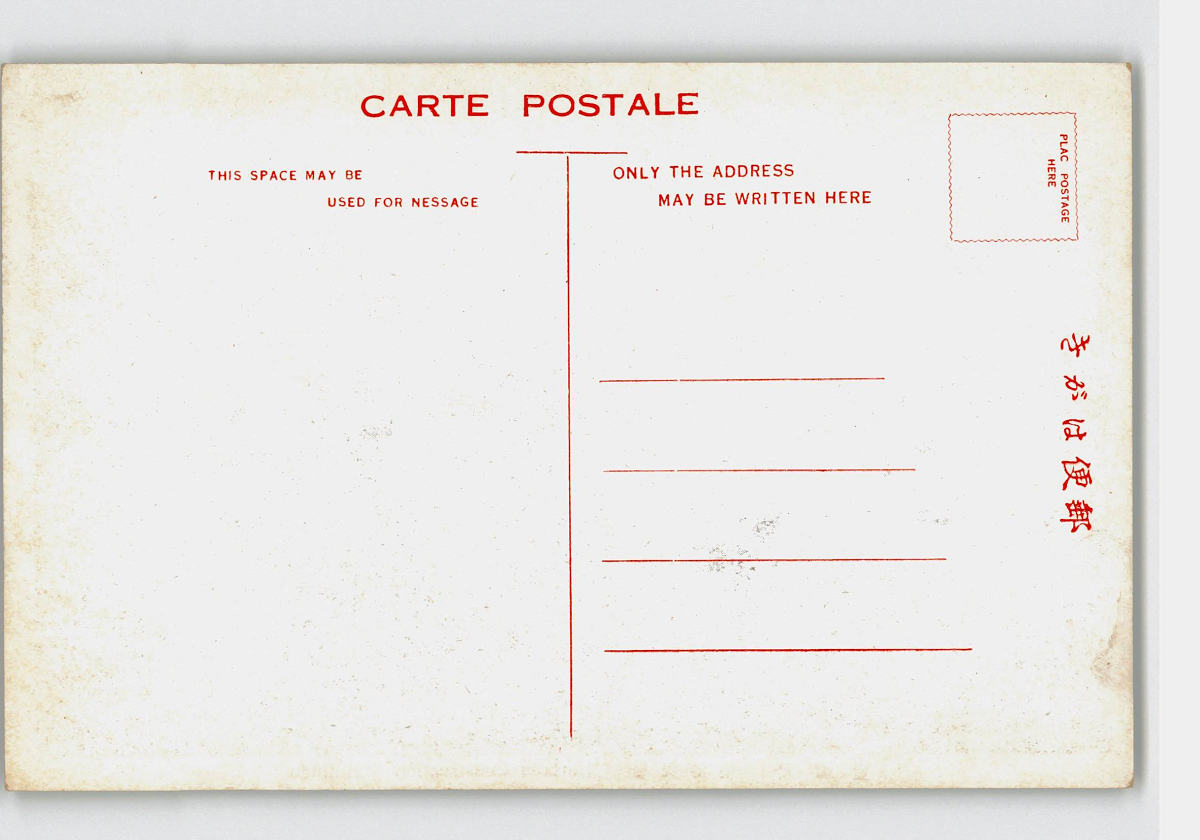 CARTE POSTALE
THIS SPACE MAY BE
USED FOR NESSAGE
ONLY THE ADDRESS
MAY BE WRITTEN HERE
PLAC POSTAGE
HERE
郵便はがき